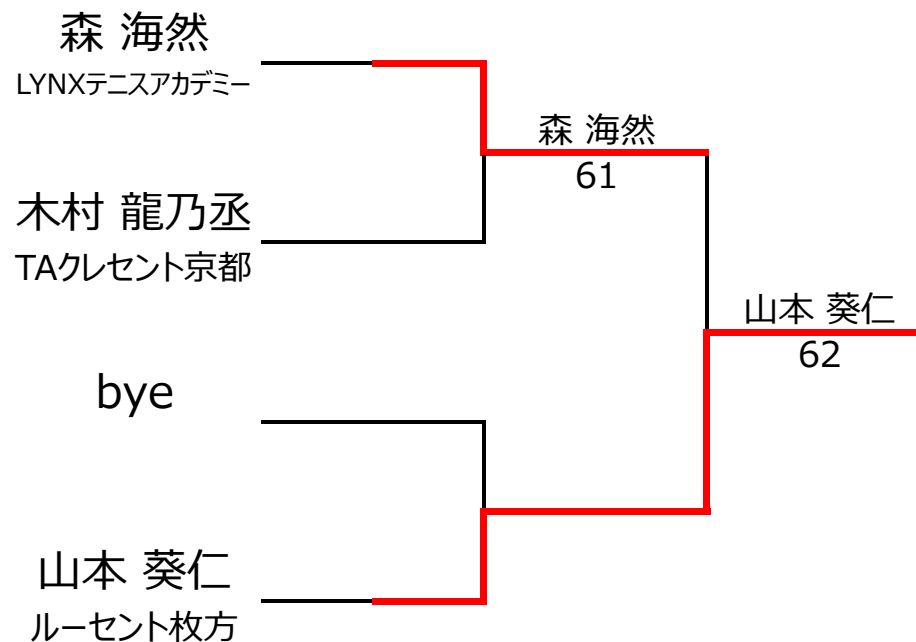 森 海然
LYNXテニスアカデミー
木村 龍乃丞
TAクレセント京都
bye
山本 葵仁
ルーセント枚方
森 海然
61
山本 葵仁
62